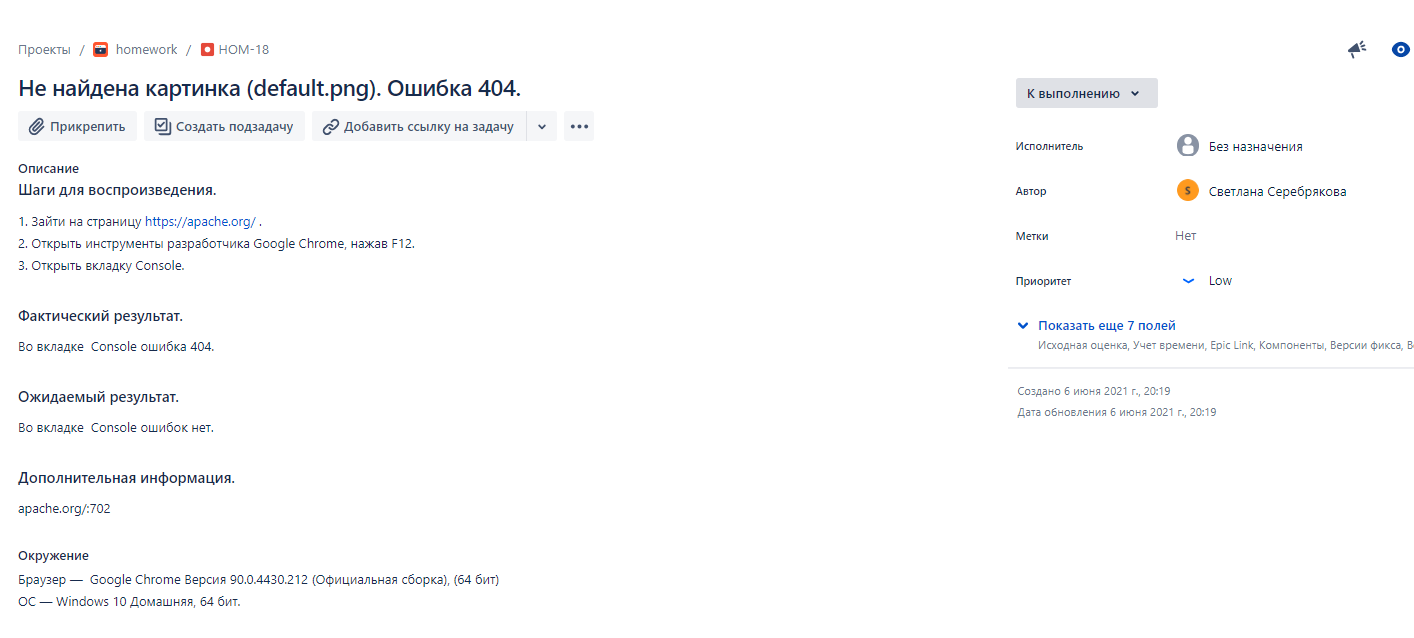 Проекты / homework / HOM-18
Не найдена картинка (default.png). Ошибка 404.
Прикрепить Создать подзадачу Добавить ссылку на задачу
Описание
Шаги для воспроизведения.
1. Зайти на страницу https://apache.org/ .
2. Открыть инструменты разработчика Google Chrome, нажав F12.
3. Открыть вкладку Console.
Фактический результат.
Во вкладке Console ошибка 404.
Ожидаемый результат.
Во вкладке Console ошибок нет.
Дополнительная информация.
apache.org/:702
Окружение
Браузер — Google Chrome Версия 90.0.4430.212 (Официальная сборка), (64 бит)
ОС — Windows 10 Домашняя, 64 бит.
К выполнению
Исполнитель Без назначения
Автор S Светлана Серебрякова
Метки Нет
Приоритет Low
Показать еще 7 полей
Исходная оценка, Учет времени, Epic Link, Компоненты, Версии фикса, В
Создано 6 июня 2021 г., 20:19
Дата обновления 6 июня 2021 г., 20:19